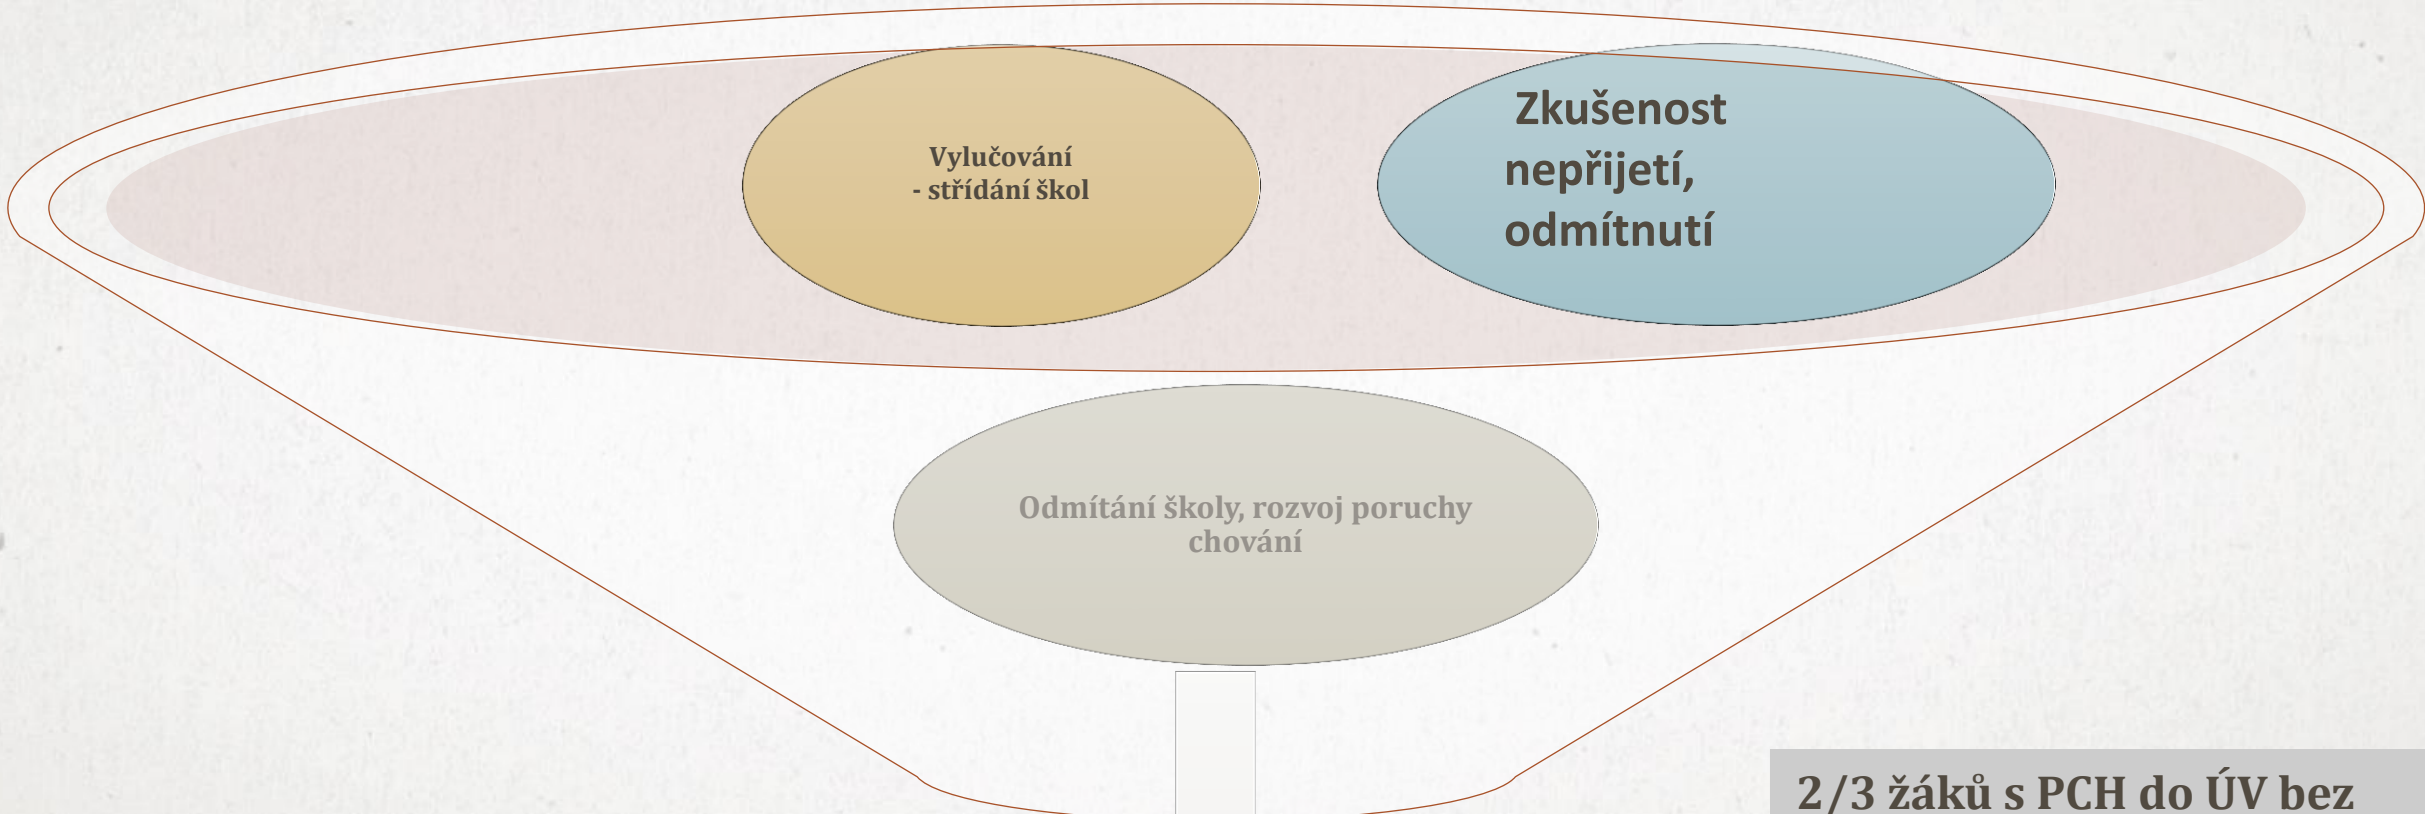 Vylučování
- střídání škol
Zkušenost
nepřijetí,
odmítnutí
Odmítání školy, rozvoj poruchy
chování
2/3 žáků s PCH do ÚV bez